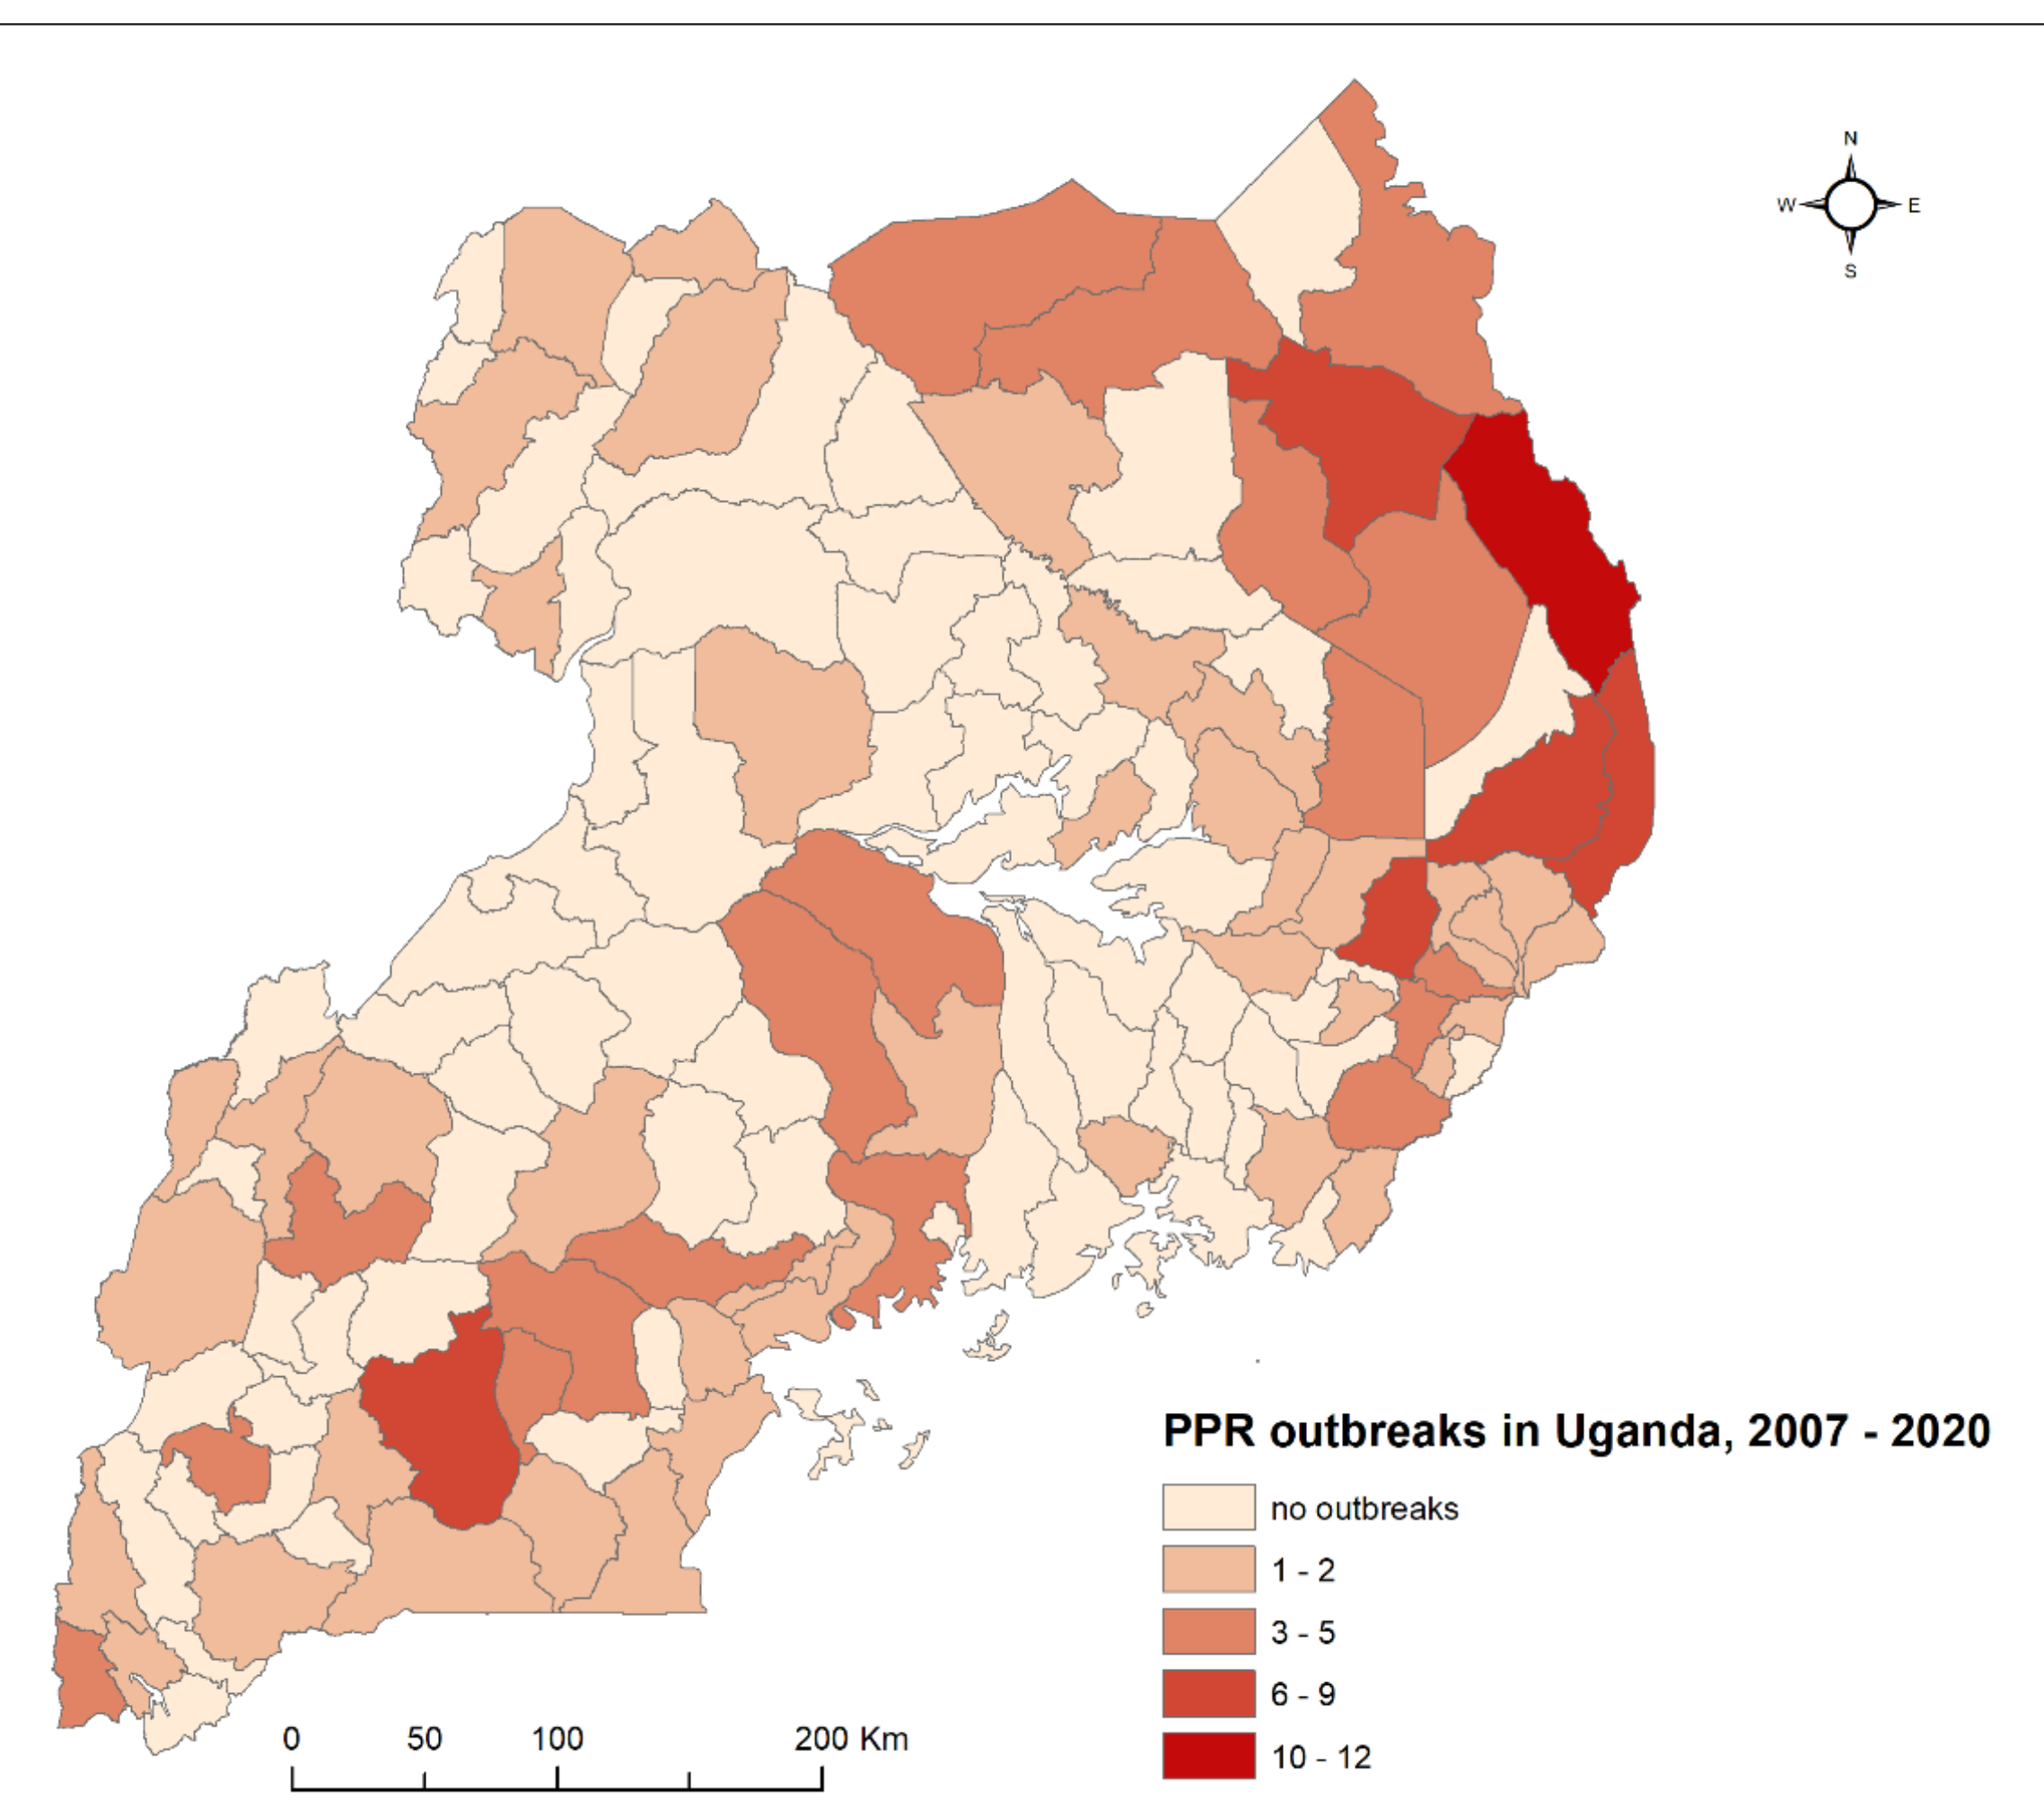 N
W E
S
PPR outbreaks in Uganda, 2007 - 2020
no outbreaks
1 - 2
3 - 5
6 - 9
10 - 12
0 50 100 200 Km